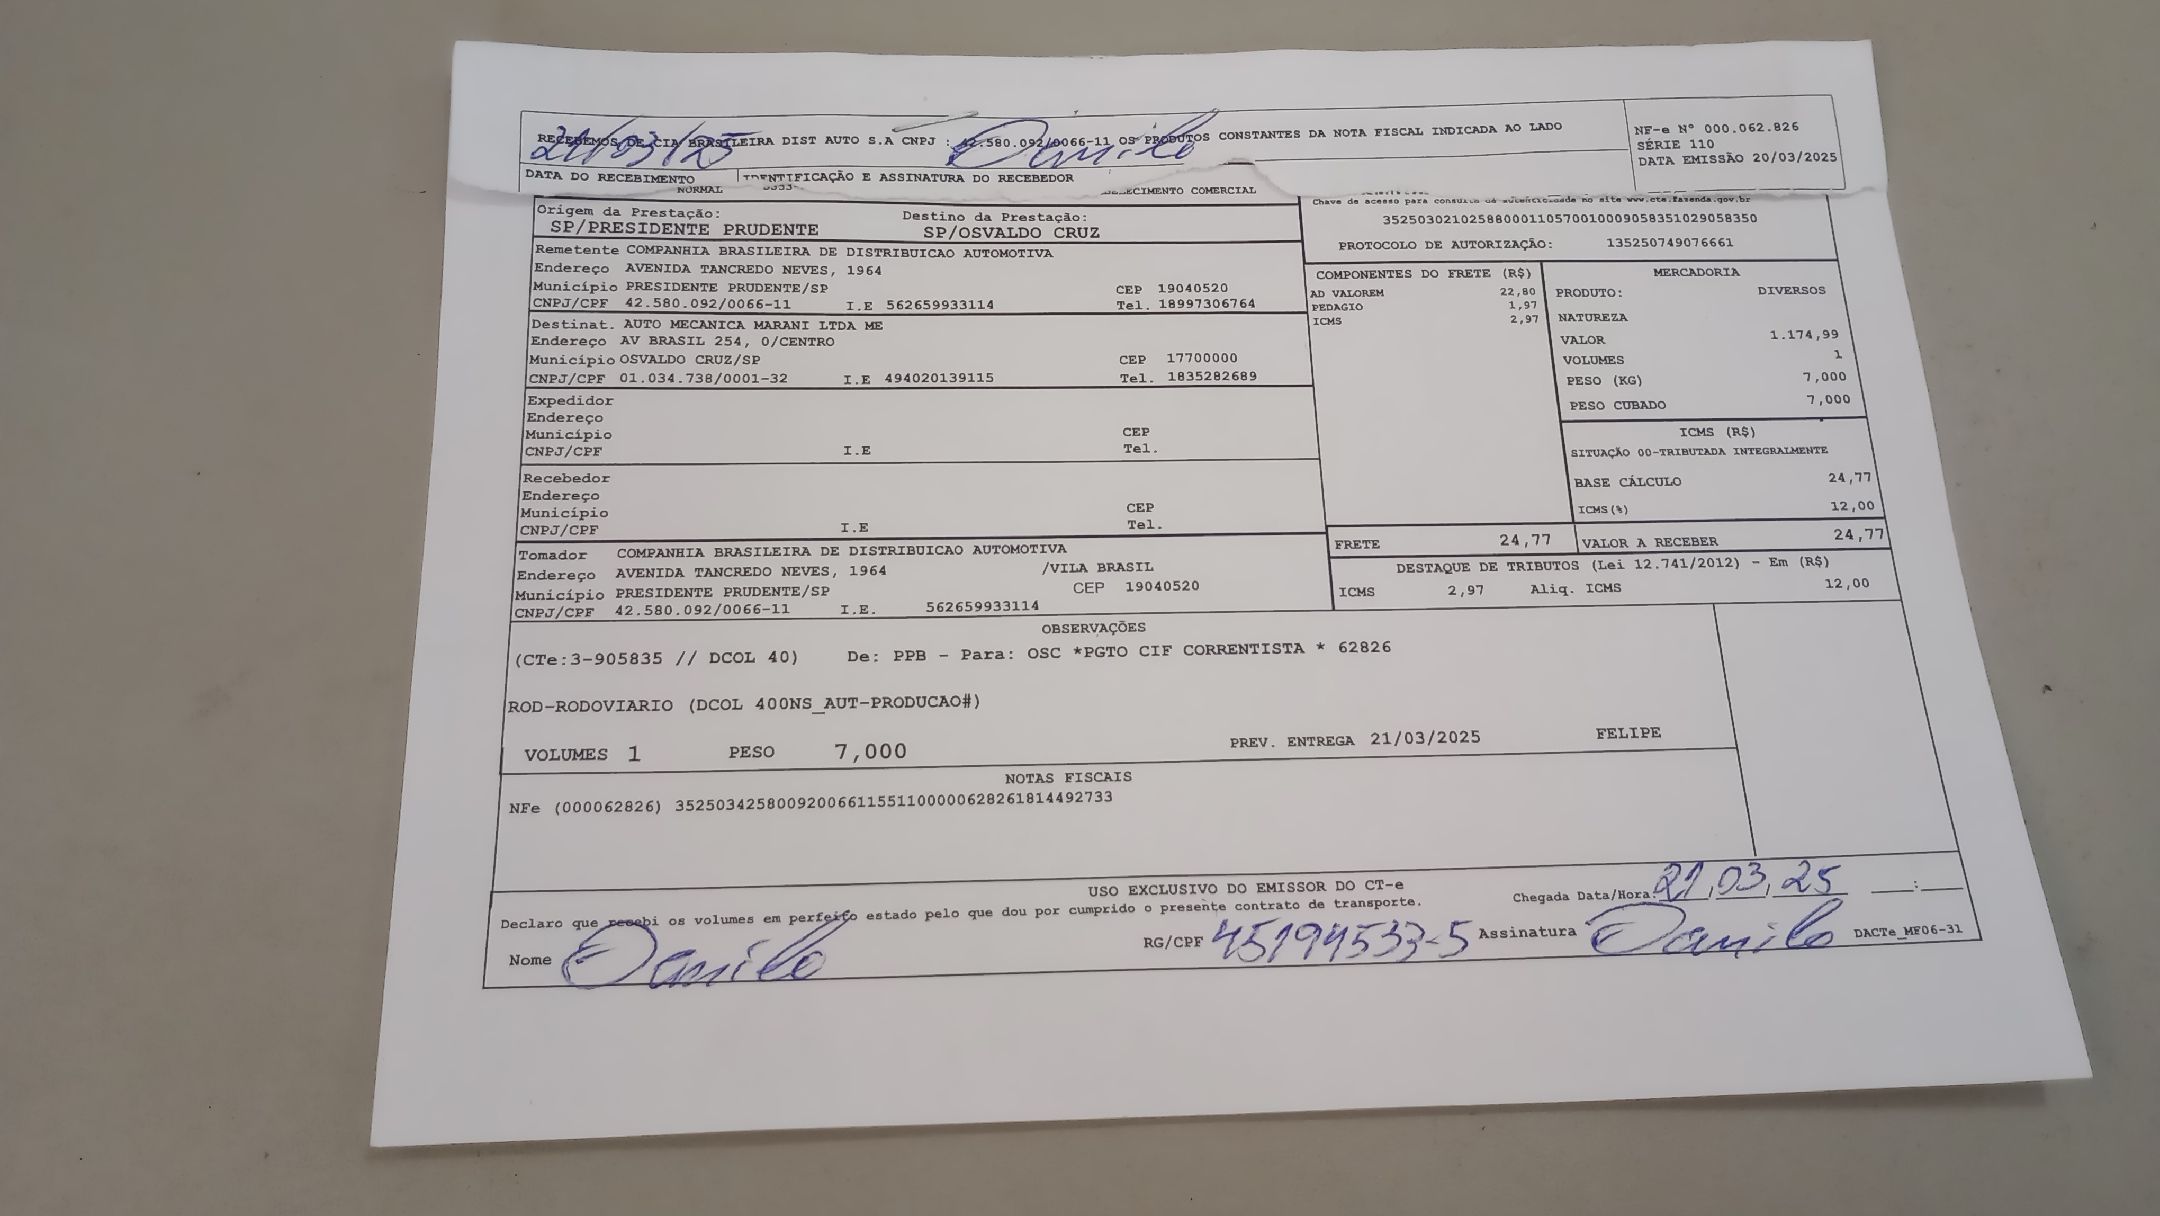 RECEBEMOS DE CIA BRASILEIRA DIST AUTO S.A CNPJ : 42.580.092/0066-11 OS PRODUTOS CONSTANTES DA NOTA FISCAL INDICADA AO LADO
21/03/25 Danilo
DATA DO RECEBIMENTO IDENTIFICAÇÃO E ASSINATURA DO RECEBEDOR
NF-e Nº 000.062.826
SÉRIE 110
DATA EMISSÃO 20/03/2025
NORMAL COMERCIAL
Origem da Prestação: Destino da Prestação:
SP/PRESIDENTE PRUDENTE SP/OSVALDO CRUZ
Chave de acesso para consulta de autenticidade no site www.cte.fazenda.gov.br
35250302102588000110570010009058351029058350
PROTOCOLO DE AUTORIZAÇÃO: 135250749076661
Remetente COMPANHIA BRASILEIRA DE DISTRIBUICAO AUTOMOTIVA
Endereço AVENIDA TANCREDO NEVES, 1964
Município PRESIDENTE PRUDENTE/SP CEP 19040520
CNPJ/CPF 42.580.092/0066-11 I.E 562659933114 Tel. 18997306764
Destinat. AUTO MECANICA MARANI LTDA ME
Endereço AV BRASIL 254, 0/CENTRO
Município OSVALDO CRUZ/SP CEP 17700000
CNPJ/CPF 01.034.738/0001-32 I.E 494020139115 Tel. 1835282689
Expedidor
Endereço
Município CEP
CNPJ/CPF I.E Tel.
Recebedor
Endereço
Município CEP
CNPJ/CPF I.E Tel.
Tomador COMPANHIA BRASILEIRA DE DISTRIBUICAO AUTOMOTIVA
Endereço AVENIDA TANCREDO NEVES, 1964 /VILA BRASIL
Município PRESIDENTE PRUDENTE/SP CEP 19040520
CNPJ/CPF 42.580.092/0066-11 I.E. 562659933114
COMPONENTES DO FRETE (R$)
AD VALOREM 22,80
PEDAGIO 1,97
ICMS 2,97
MERCADORIA
PRODUTO: DIVERSOS
NATUREZA
VALOR 1.174,99
VOLUMES 1
PESO (KG) 7,000
PESO CUBADO 7,000
ICMS (R$)
SITUAÇÃO 00-TRIBUTADA INTEGRALMENTE
BASE CÁLCULO 24,77
ICMS(%) 12,00
FRETE 24,77 VALOR A RECEBER 24,77
DESTAQUE DE TRIBUTOS (Lei 12.741/2012) - Em (R$)
ICMS 2,97 Aliq. ICMS 12,00
OBSERVAÇÕES
(CTe:3-905835 // DCOL 40) De: PPB - Para: OSC *PGTO CIF CORRENTISTA * 62826
ROD-RODOVIARIO (DCOL 400NS_AUT-PRODUCAO#)
VOLUMES 1 PESO 7,000 PREV. ENTREGA 21/03/2025 FELIPE
NOTAS FISCAIS
NFe (000062826) 35250342580092006611551100000628261814492733
USO EXCLUSIVO DO EMISSOR DO CT-e
Declaro que recebi os volumes em perfeito estado pelo que dou por cumprido o presente contrato de transporte.
Chegada Data/Hora 21,03,25 :
Nome Danilo RG/CPF 45194533-5 Assinatura Danilo DACTe_MF06-31